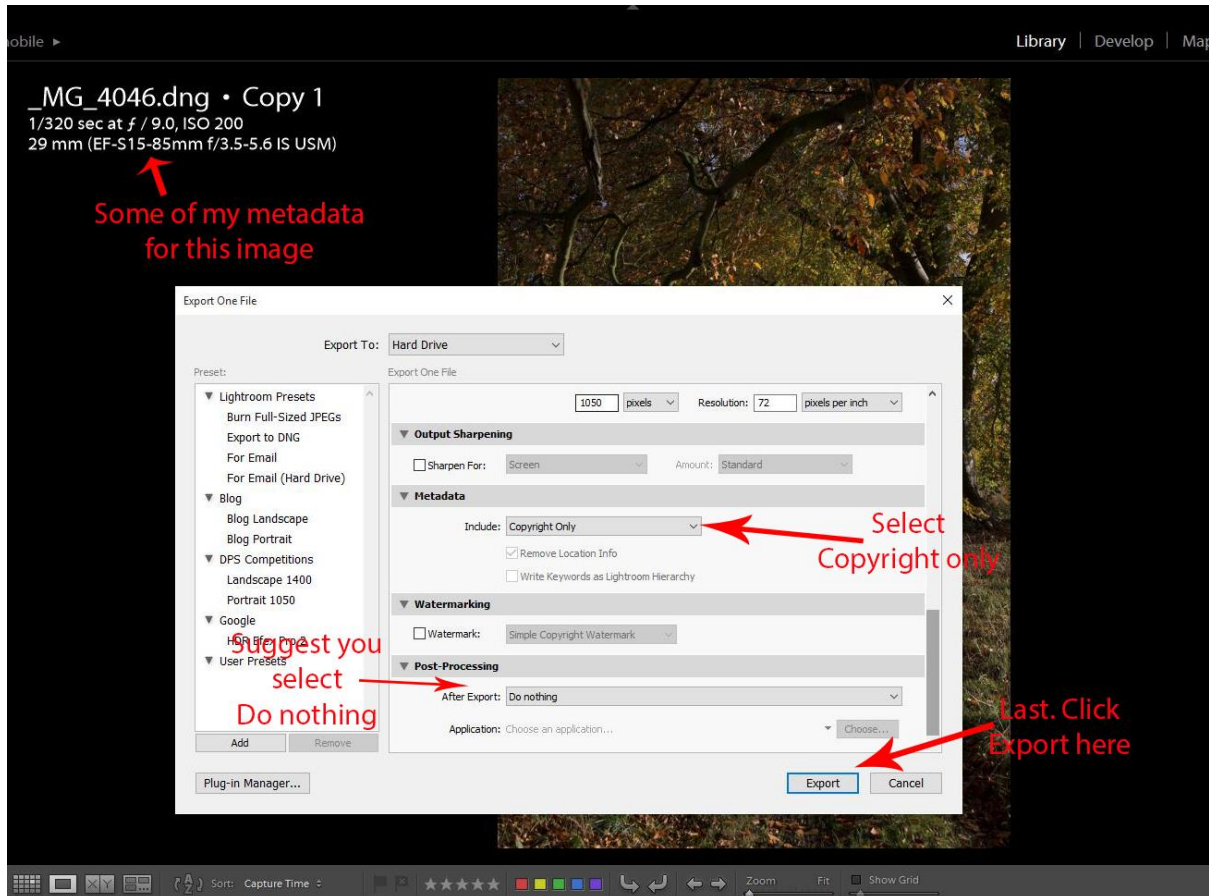 mobile ▸
Library | Develop | Map
_MG_4046.dng • Copy 1
1/320 sec at ƒ / 9.0, ISO 200
29 mm (EF-S15-85mm f/3.5-5.6 IS USM)
Some of my metadata
for this image
Export One File
Export To: Hard Drive
Preset:
Export One File
Lightroom Presets
Burn Full-Sized JPEGs
Export to DNG
For Email
For Email (Hard Drive)
Blog
Blog Landscape
Blog Portrait
DPS Competitions
Landscape 1400
Portrait 1050
Google
HDR Efex Pro 2
User Presets
Add Remove
1050 pixels Resolution: 72 pixels per inch
Output Sharpening
Sharpen For: Screen Amount: Standard
Metadata
Include: Copyright Only
Remove Location Info
Write Keywords as Lightroom Hierarchy
Watermarking
Watermark: Simple Copyright Watermark
Post-Processing
After Export: Do nothing
Application: Choose an application... Choose...
Select
Copyright only
Suggest you
select
Do nothing
Last. Click
Export here
Plug-in Manager... Export Cancel
XY
Sort: Capture Time
Zoom Fit Show Grid